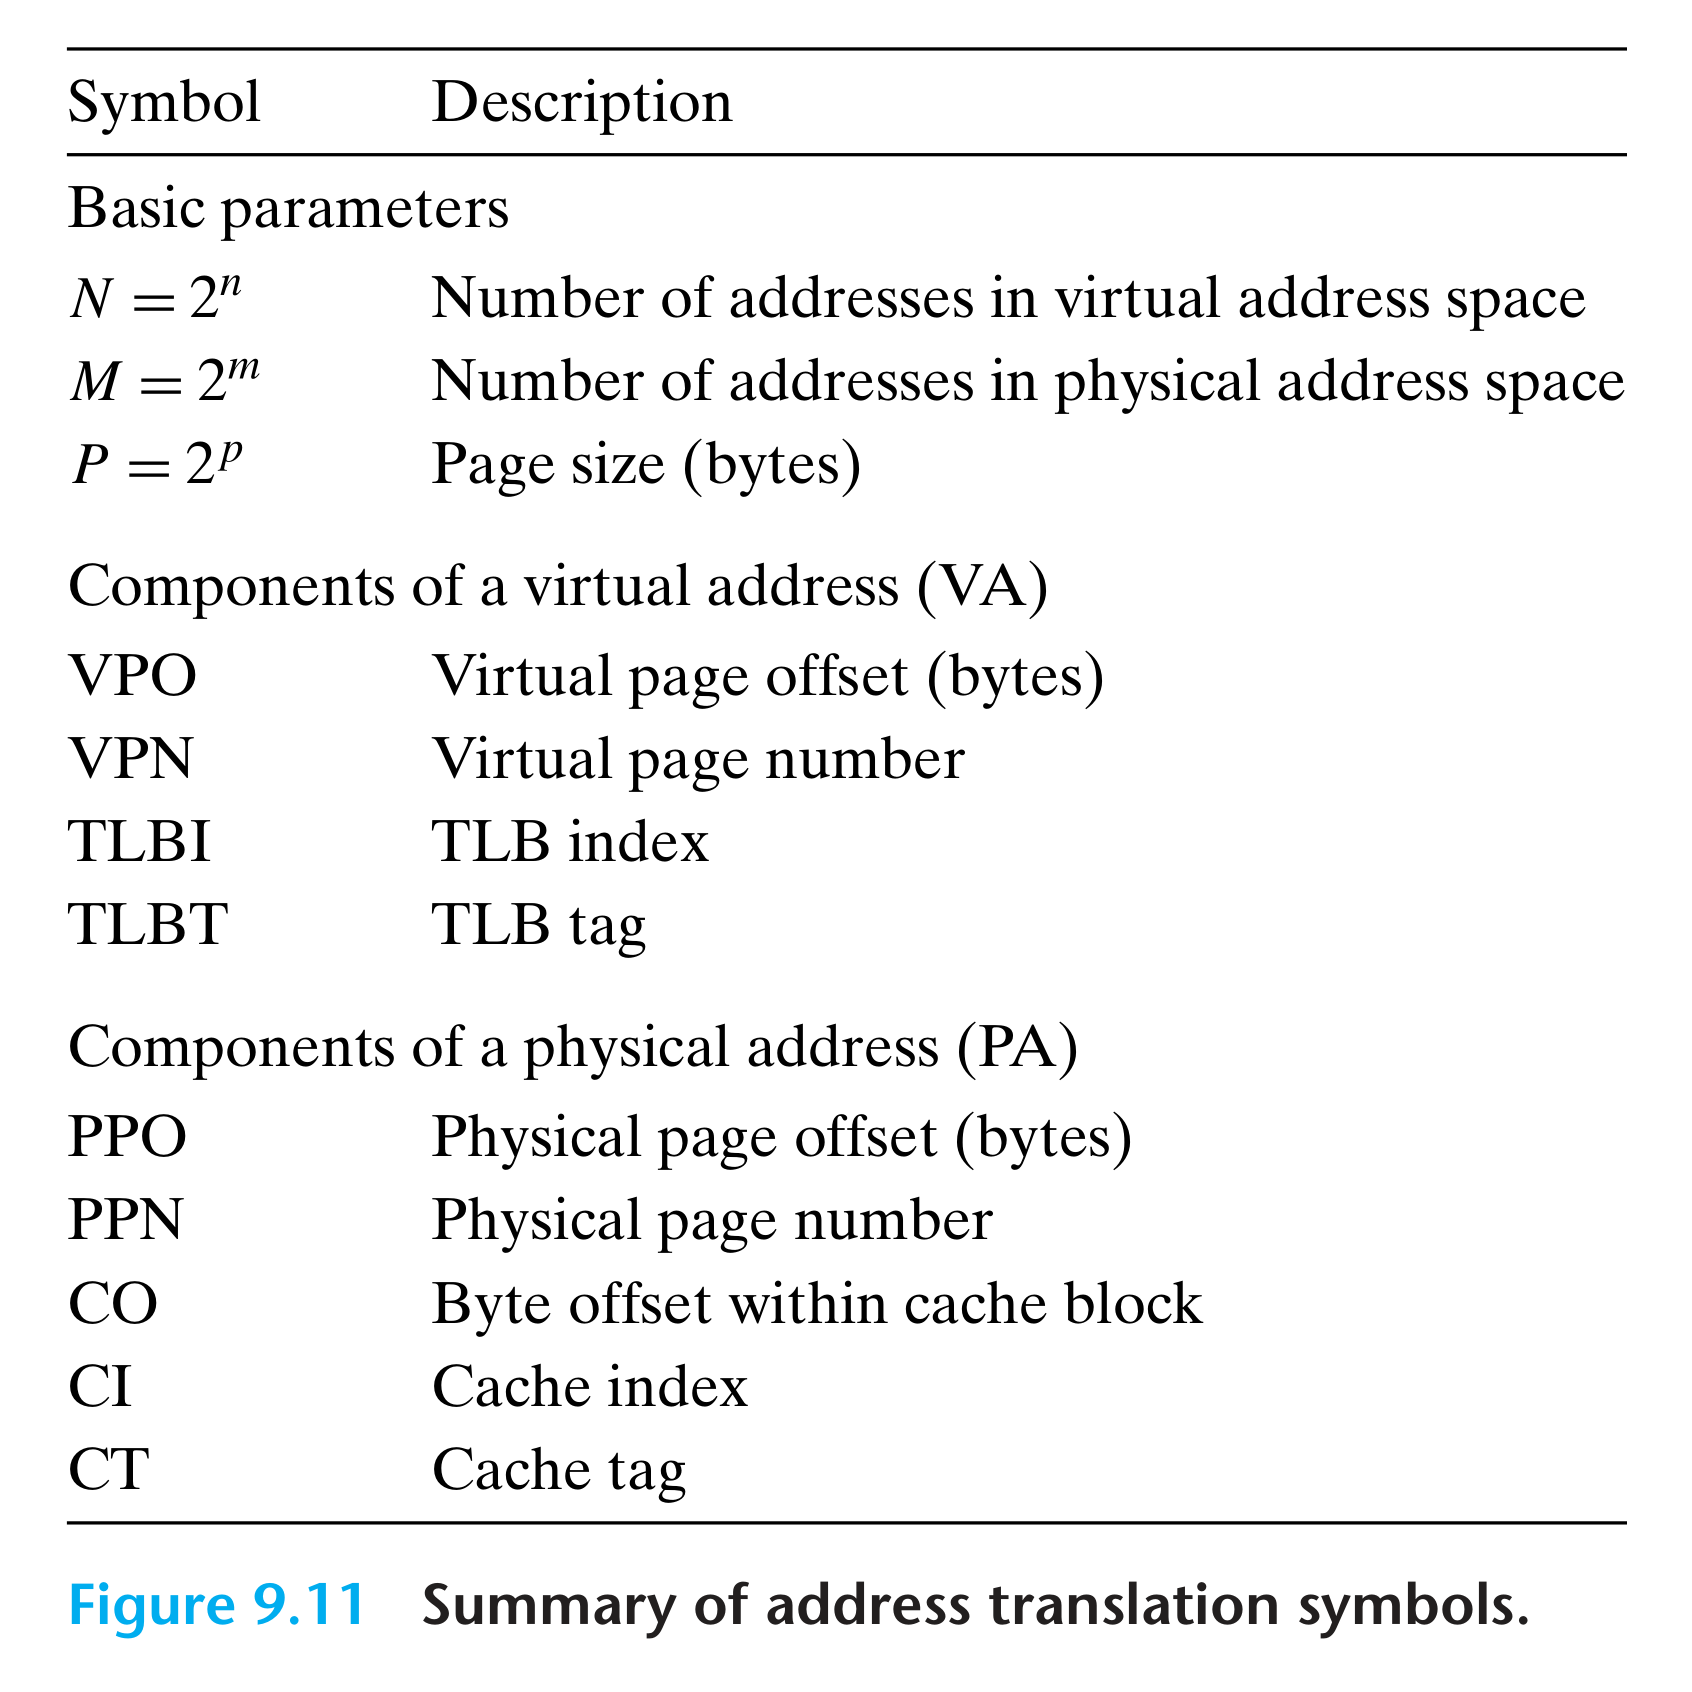 Symbol Description
Basic parameters
N = 2^n Number of addresses in virtual address space
M = 2^m Number of addresses in physical address space
P = 2^p Page size (bytes)
Components of a virtual address (VA)
VPO Virtual page offset (bytes)
VPN Virtual page number
TLBI TLB index
TLBT TLB tag
Components of a physical address (PA)
PPO Physical page offset (bytes)
PPN Physical page number
CO Byte offset within cache block
CI Cache index
CT Cache tag
Figure 9.11 Summary of address translation symbols.